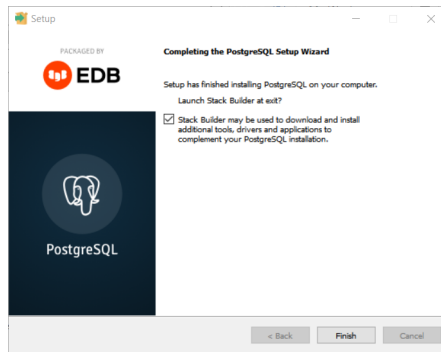 Setup
PACKAGED BY
EDB
PostgreSQL
Completing the PostgreSQL Setup Wizard
Setup has finished installing PostgreSQL on your computer.
Launch Stack Builder at exit?
Stack Builder may be used to download and install
additional tools, drivers and applications to
complement your PostgreSQL installation.
< Back
Finish
Cancel